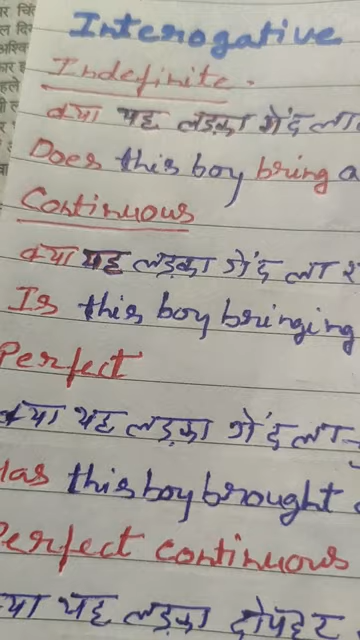 Interogative
Indefinite.
क्या यह लड़का गेंद
Does this boy bring a
Continuous
क्या यह लड़का गेंद ला
Is this boy bringing
Perfect
क्या यह लड़का गेंद ला
Has this boy brought
Perfect continuous
क्या यह लड़का दोपहर